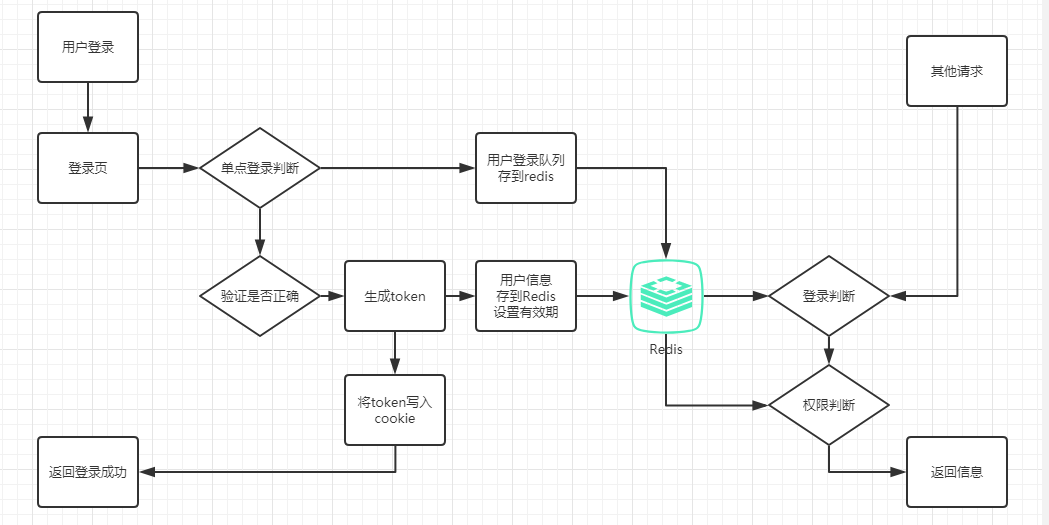 用户登录
其他请求
登录页
单点登录判断
用户登录队列
存到redis
验证是否正确
生成token
用户信息
存到Redis
设置有效期
Redis
登录判断
将token写入
cookie
权限判断
返回登录成功
返回信息